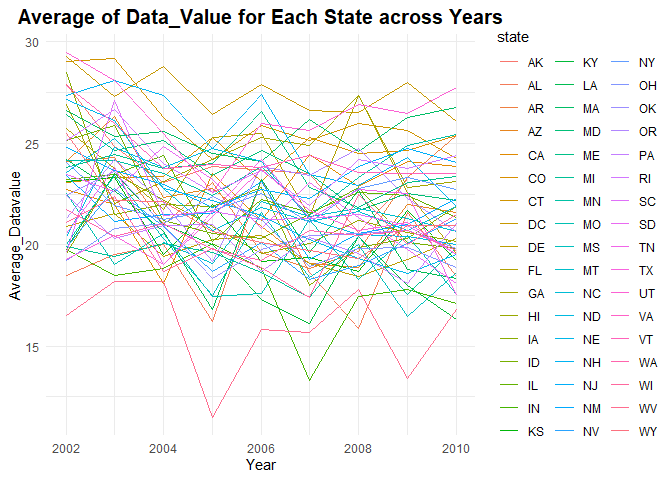 Average of Data_Value for Each State across Years
30
25
20
15
Average_Datavalue
2002
2004
2006
2008
2010
Year
state
AK KY NY
AL LA OH
AR MA OK
AZ MD OR
CA ME PA
CO MI RI
CT MN SC
DC MO SD
DE MS TN
FL MT TX
GA NC UT
HI ND VA
IA NE VT
ID NH WA
IL NJ WI
IN NM WV
KS NV WY